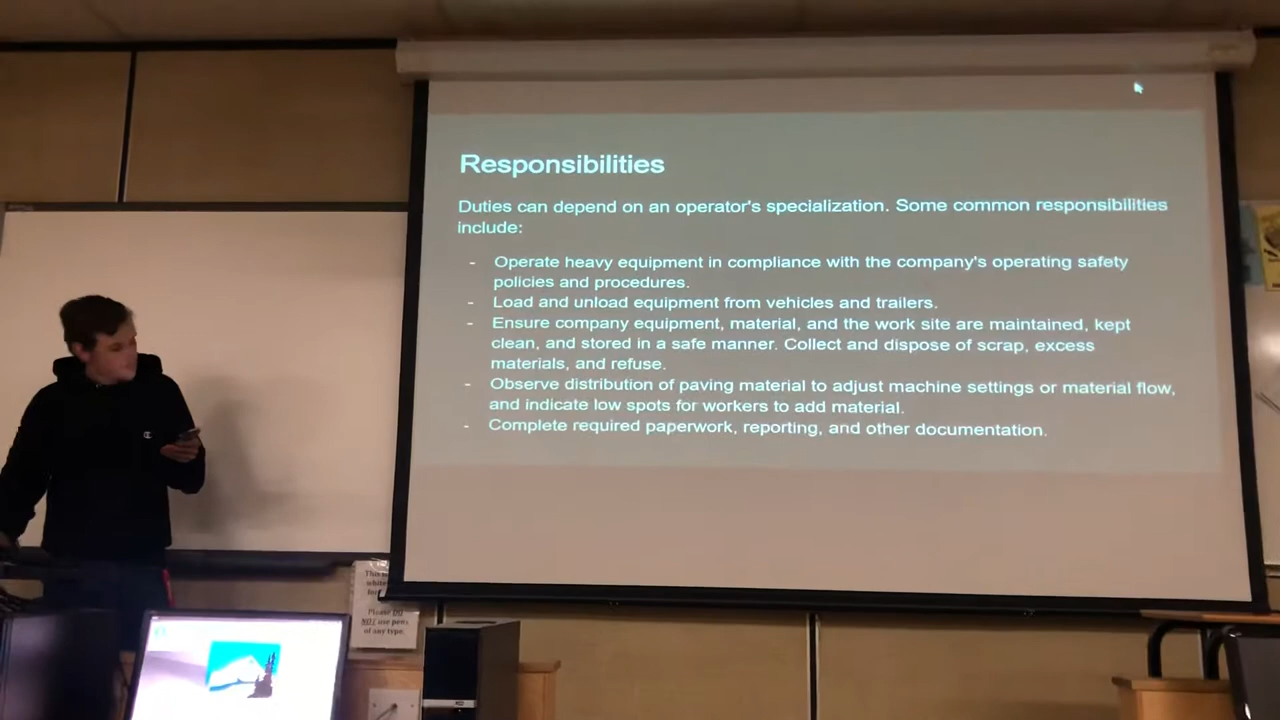 Responsibilities
Duties can depend on an operator's specialization. Some common responsibilities
include:
- Operate heavy equipment in compliance with the company's operating safety
policies and procedures.
- Load and unload equipment from vehicles and trailers.
- Ensure company equipment, material, and the work site are maintained, kept
clean, and stored in a safe manner. Collect and dispose of scrap, excess
materials, and refuse.
- Observe distribution of paving material to adjust machine settings or material flow,
and indicate low spots for workers to add material.
- Complete required paperwork, reporting, and other documentation.
This
white
for
Please DO
NOT use pens
of any type.